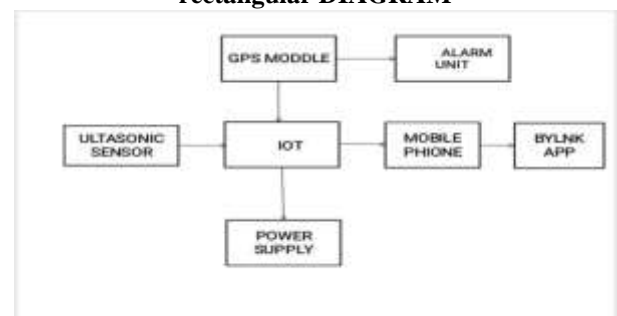 rectangular DIAGRAM
GPS MODDLE
ALARM
UNIT
ULTASONIC
SENSOR
IOT
MOBILE
PHIONE
BYLNK
APP
POWER
SUPPLY